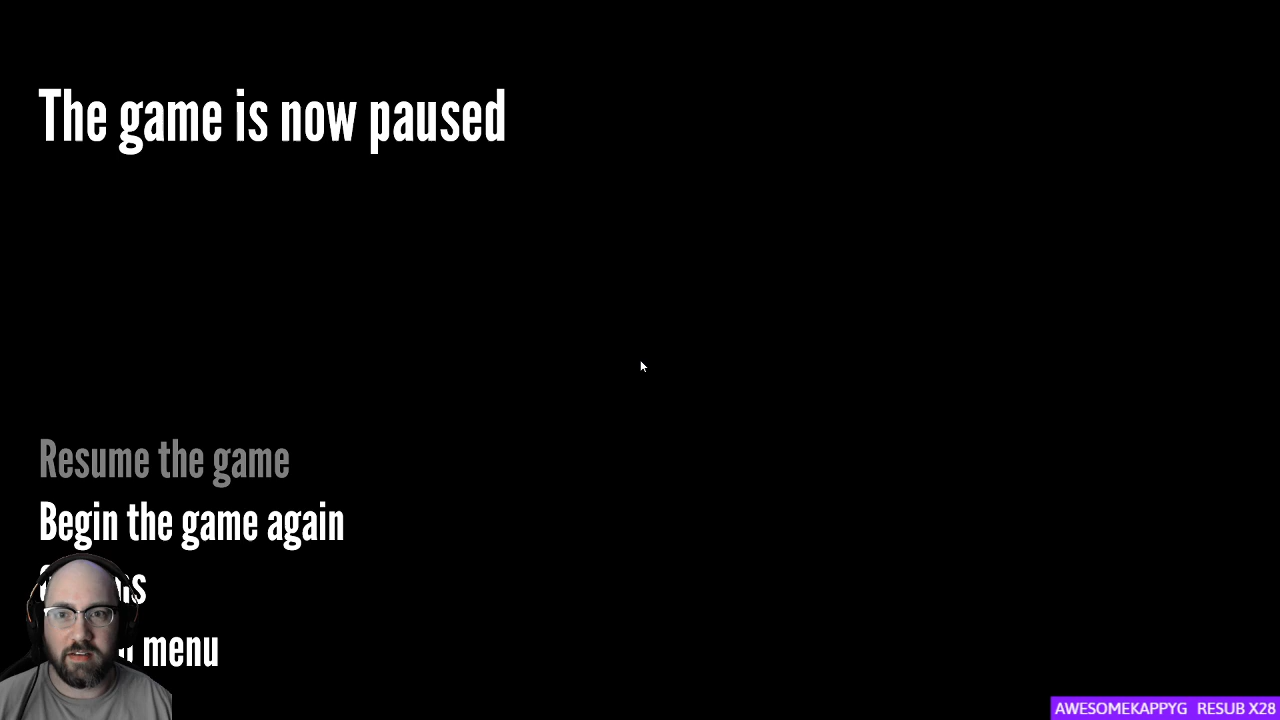 The game is now paused
Resume the game
Begin the game again
menu
AWESOMEKAPPYG RESUB X28